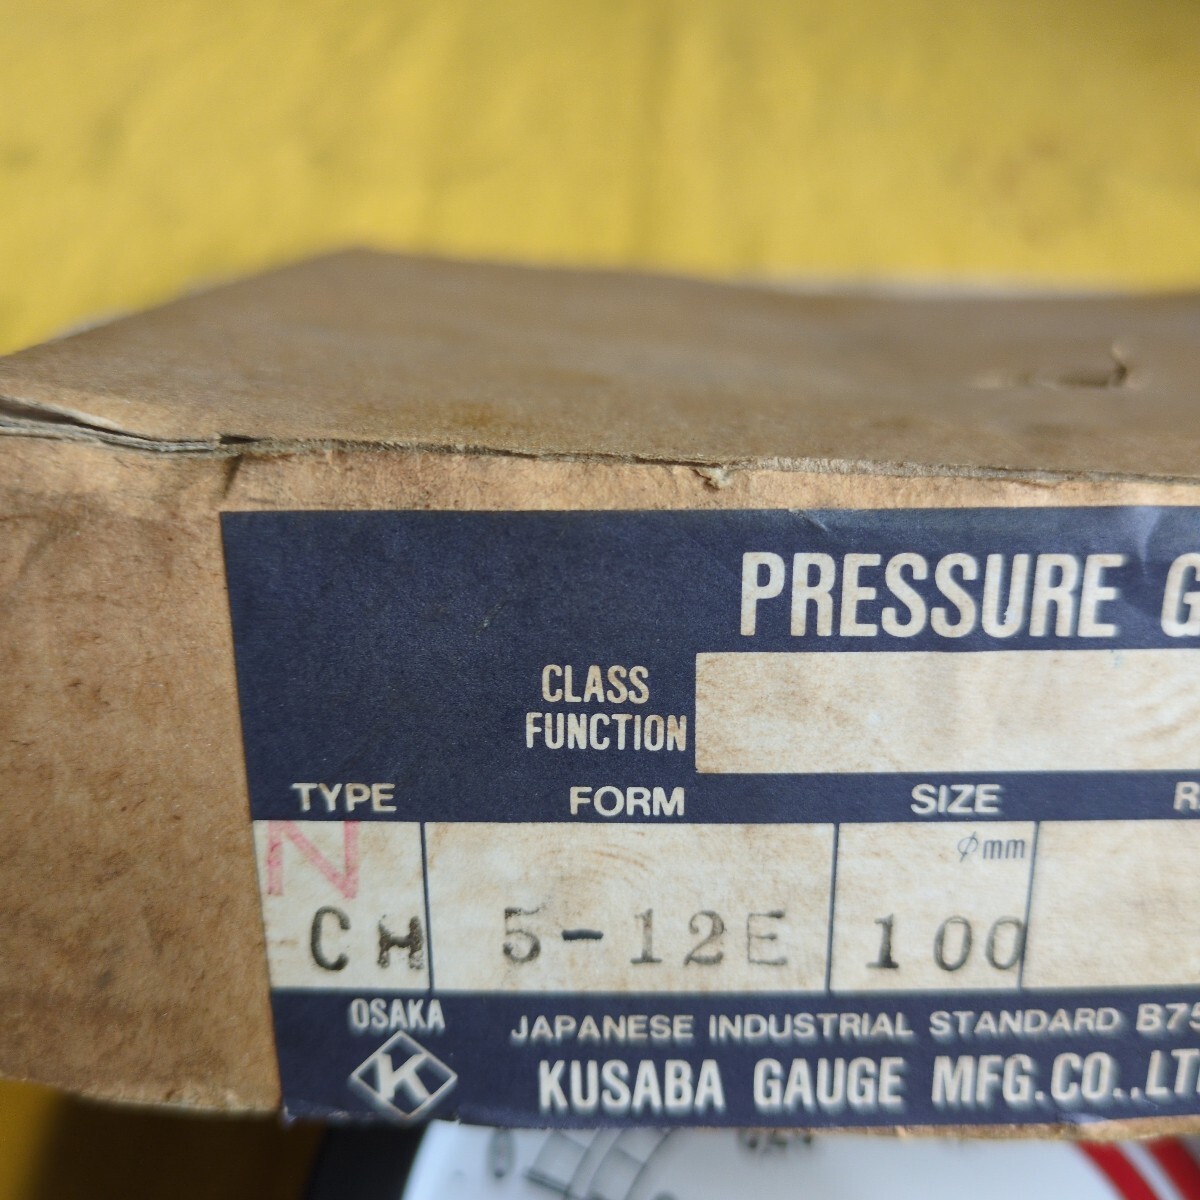 PRESSURE G
CLASS
FUNCTION
TYPE FORM SIZE R
φmm
N
CH 5-12E 100
OSAKA
K
JAPANESE INDUSTRIAL STANDARD B75
KUSABA GAUGE MFG.CO.,LT